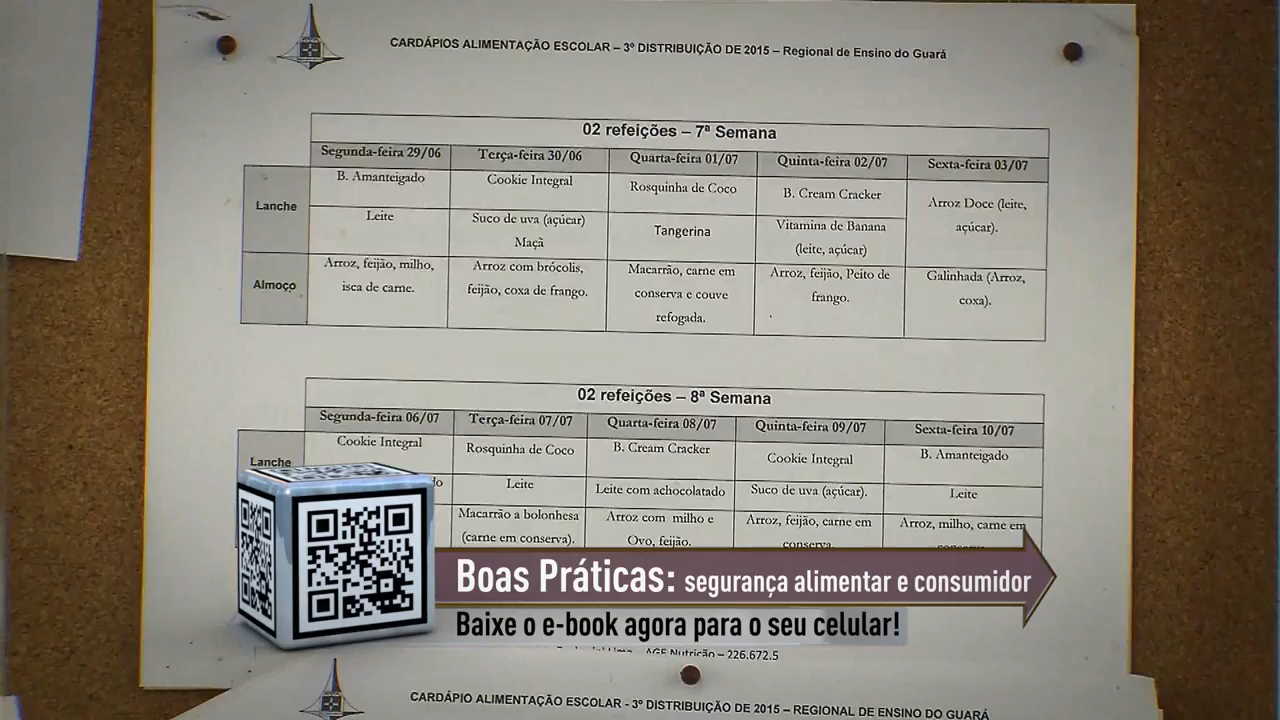 CARDÁPIOS ALIMENTAÇÃO ESCOLAR – 3º DISTRIBUIÇÃO DE 2015 – Regional de Ensino do Guará
02 refeições – 7ª Semana
Segunda-feira 29/06 Terça-feira 30/06 Quarta-feira 01/07 Quinta-feira 02/07 Sexta-feira 03/07
Lanche
B. Amanteigado
Leite
Cookie Integral
Suco de uva (açúcar)
Maçã
Rosquinha de Coco
Tangerina
B. Cream Cracker
Vitamina de Banana
(leite, açúcar)
Arroz Doce (leite,
açúcar).
Almoço
Arroz, feijão, milho,
isca de carne.
Arroz com brócolis,
feijão, coxa de frango.
Macarrão, carne em
conserva e couve
refogada.
Arroz, feijão, Peito de
frango.
Galinhada (Arroz,
coxa).
02 refeições – 8ª Semana
Segunda-feira 06/07 Terça-feira 07/07 Quarta-feira 08/07 Quinta-feira 09/07 Sexta-feira 10/07
Lanche
Cookie Integral
Rosquinha de Coco
Leite
B. Cream Cracker
Leite com achocolatado
Cookie Integral
Suco de uva (açúcar).
B. Amanteigado
Leite
Macarrão a bolonhesa
(carne em conserva).
Arroz com milho e
Ovo, feijão.
Arroz, feijão, carne em
conserva.
Arroz, milho, carne em
Boas Práticas: segurança alimentar e consumidor
Baixe o e-book agora para o seu celular!
AGE Nutrição – 226.672.5
CARDÁPIO ALIMENTAÇÃO ESCOLAR - 3º DISTRIBUIÇÃO DE 2015 – REGIONAL DE ENSINO DO GUARÁ